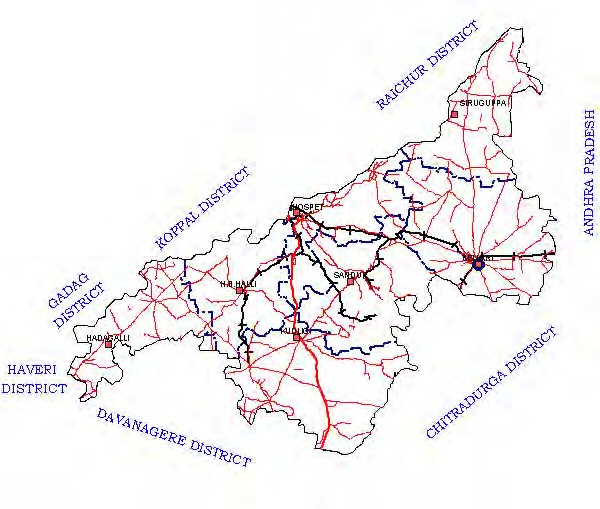 RAICHUR DISTRICT
SIRUGUPPA
ANDHRA PRADESH
KOPPAL DISTRICT
HOSPET
SANDUR
GADAG
DISTRICT
H.B.HALLI
KUDLIGI
HADAGALLI
HAVERI
DISTRICT
CHITRADURGA DISTRICT
DAVANAGERE DISTRICT